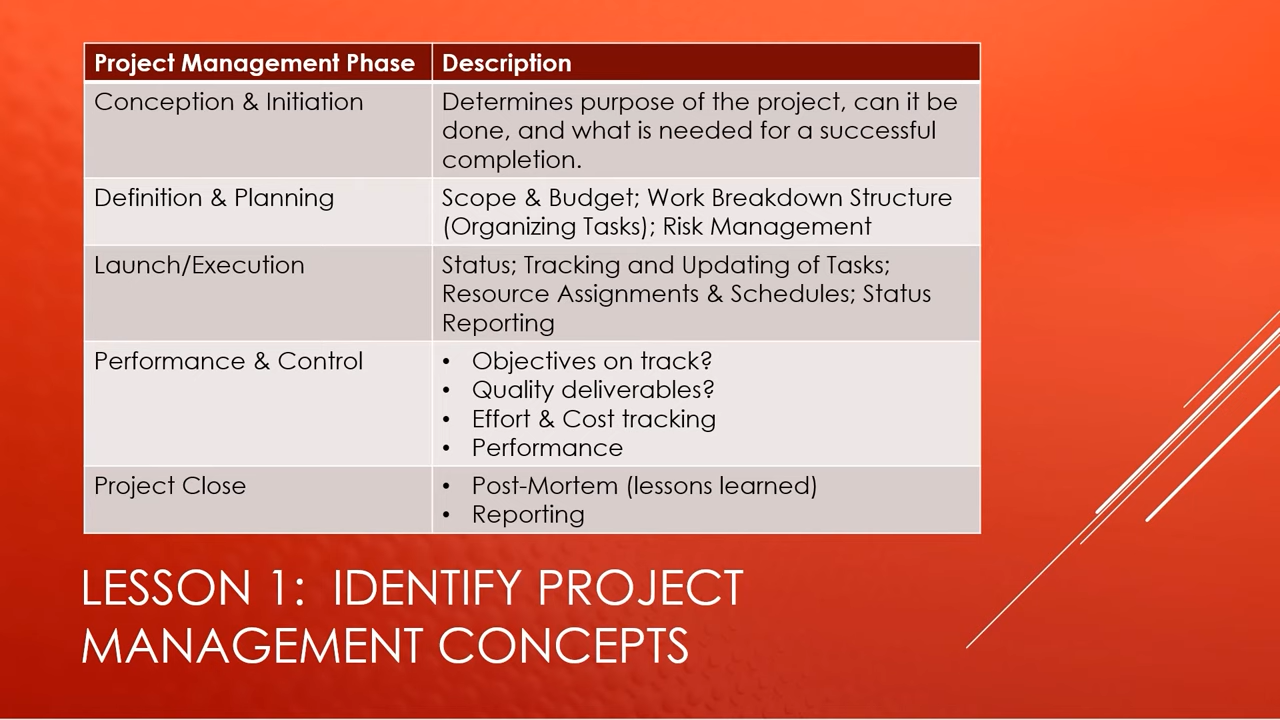 Project Management Phase
Description
Conception & Initiation
Determines purpose of the project, can it be
done, and what is needed for a successful
completion.
Definition & Planning
Scope & Budget; Work Breakdown Structure
(Organizing Tasks); Risk Management
Launch/Execution
Status; Tracking and Updating of Tasks;
Resource Assignments & Schedules; Status
Reporting
Performance & Control
• Objectives on track?
• Quality deliverables?
• Effort & Cost tracking
• Performance
Project Close
• Post-Mortem (lessons learned)
• Reporting
LESSON 1: IDENTIFY PROJECT
MANAGEMENT CONCEPTS